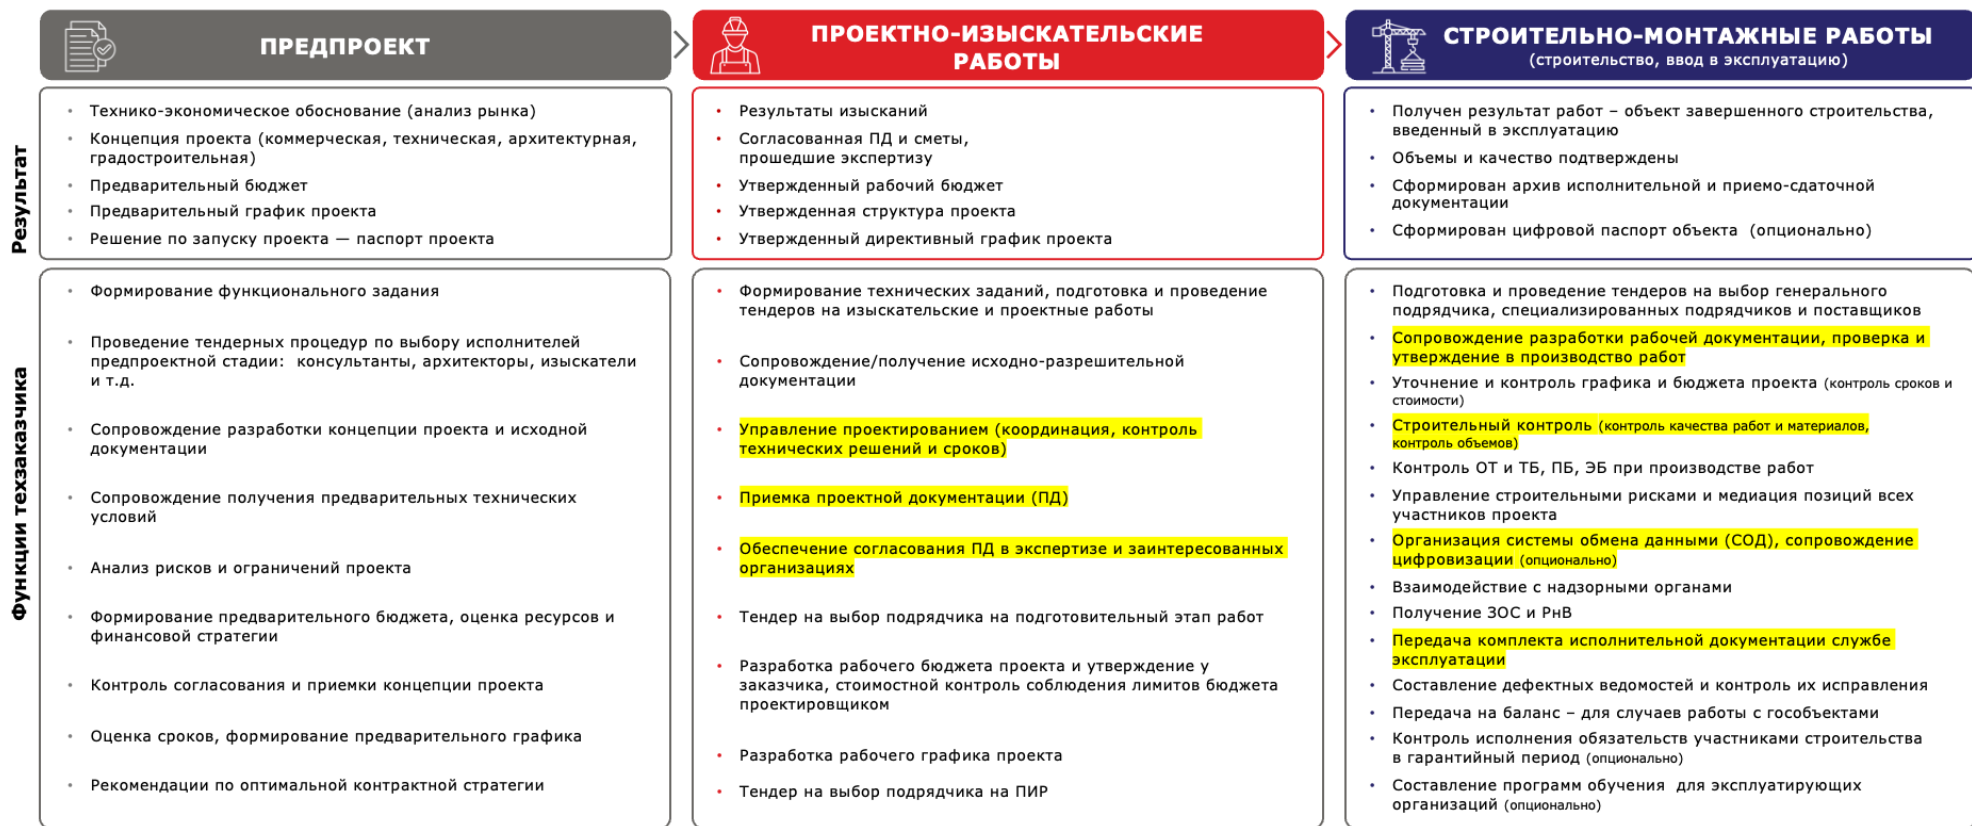 ПРЕДПРОЕКТ
ПРОЕКТНО-ИЗЫСКАТЕЛЬСКИЕ
РАБОТЫ
СТРОИТЕЛЬНО-МОНТАЖНЫЕ РАБОТЫ
(строительство, ввод в эксплуатацию)
Результат
• Технико-экономическое обоснование (анализ рынка)
• Концепция проекта (коммерческая, техническая, архитектурная,
градостроительная)
• Предварительный бюджет
• Предварительный график проекта
• Решение по запуску проекта — паспорт проекта
• Результаты изысканий
• Согласованная ПД и сметы,
прошедшие экспертизу
• Утвержденный рабочий бюджет
• Утвержденная структура проекта
• Утвержденный директивный график проекта
• Получен результат работ – объект завершенного строительства,
введенный в эксплуатацию
• Объемы и качество подтверждены
• Сформирован архив исполнительной и приемо-сдаточной
документации
• Сформирован цифровой паспорт объекта (опционально)
Функции техзаказчика
• Формирование функционального задания
• Проведение тендерных процедур по выбору исполнителей
предпроектной стадии: консультанты, архитекторы, изыскатели
и т.д.
• Сопровождение разработки концепции проекта и исходной
документации
• Сопровождение получения предварительных технических
условий
• Анализ рисков и ограничений проекта
• Формирование предварительного бюджета, оценка ресурсов и
финансовой стратегии
• Контроль согласования и приемки концепции проекта
• Оценка сроков, формирование предварительного графика
• Рекомендации по оптимальной контрактной стратегии
• Формирование технических заданий, подготовка и проведение
тендеров на изыскательские и проектные работы
• Сопровождение/получение исходно-разрешительной
документации
• Управление проектированием (координация, контроль
технических решений и сроков)
• Приемка проектной документации (ПД)
• Обеспечение согласования ПД в экспертизе и заинтересованных
организациях
• Тендер на выбор подрядчика на подготовительный этап работ
• Разработка рабочего бюджета проекта и утверждение у
заказчика, стоимостной контроль соблюдения лимитов бюджета
проектировщиком
• Разработка рабочего графика проекта
• Тендер на выбор подрядчика на ПИР
• Подготовка и проведение тендеров на выбор генерального
подрядчика, специализированных подрядчиков и поставщиков
• Сопровождение разработки рабочей документации, проверка и
утверждение в производство работ
• Уточнение и контроль графика и бюджета проекта (контроль сроков и
стоимости)
• Строительный контроль (контроль качества работ и материалов,
контроль объемов)
• Контроль ОТ и ТБ, ПБ, ЭБ при производстве работ
• Управление строительными рисками и медиация позиций всех
участников проекта
• Организация системы обмена данными (СОД), сопровождение
цифровизации (опционально)
• Взаимодействие с надзорными органами
• Получение ЗОС и РнВ
• Передача комплекта исполнительной документации службе
эксплуатации
• Составление дефектных ведомостей и контроль их исправления
• Передача на баланс – для случаев работы с гособъектами
• Контроль исполнения обязательств участниками строительства
в гарантийный период (опционально)
• Составление программ обучения для эксплуатирующих
организаций (опционально)